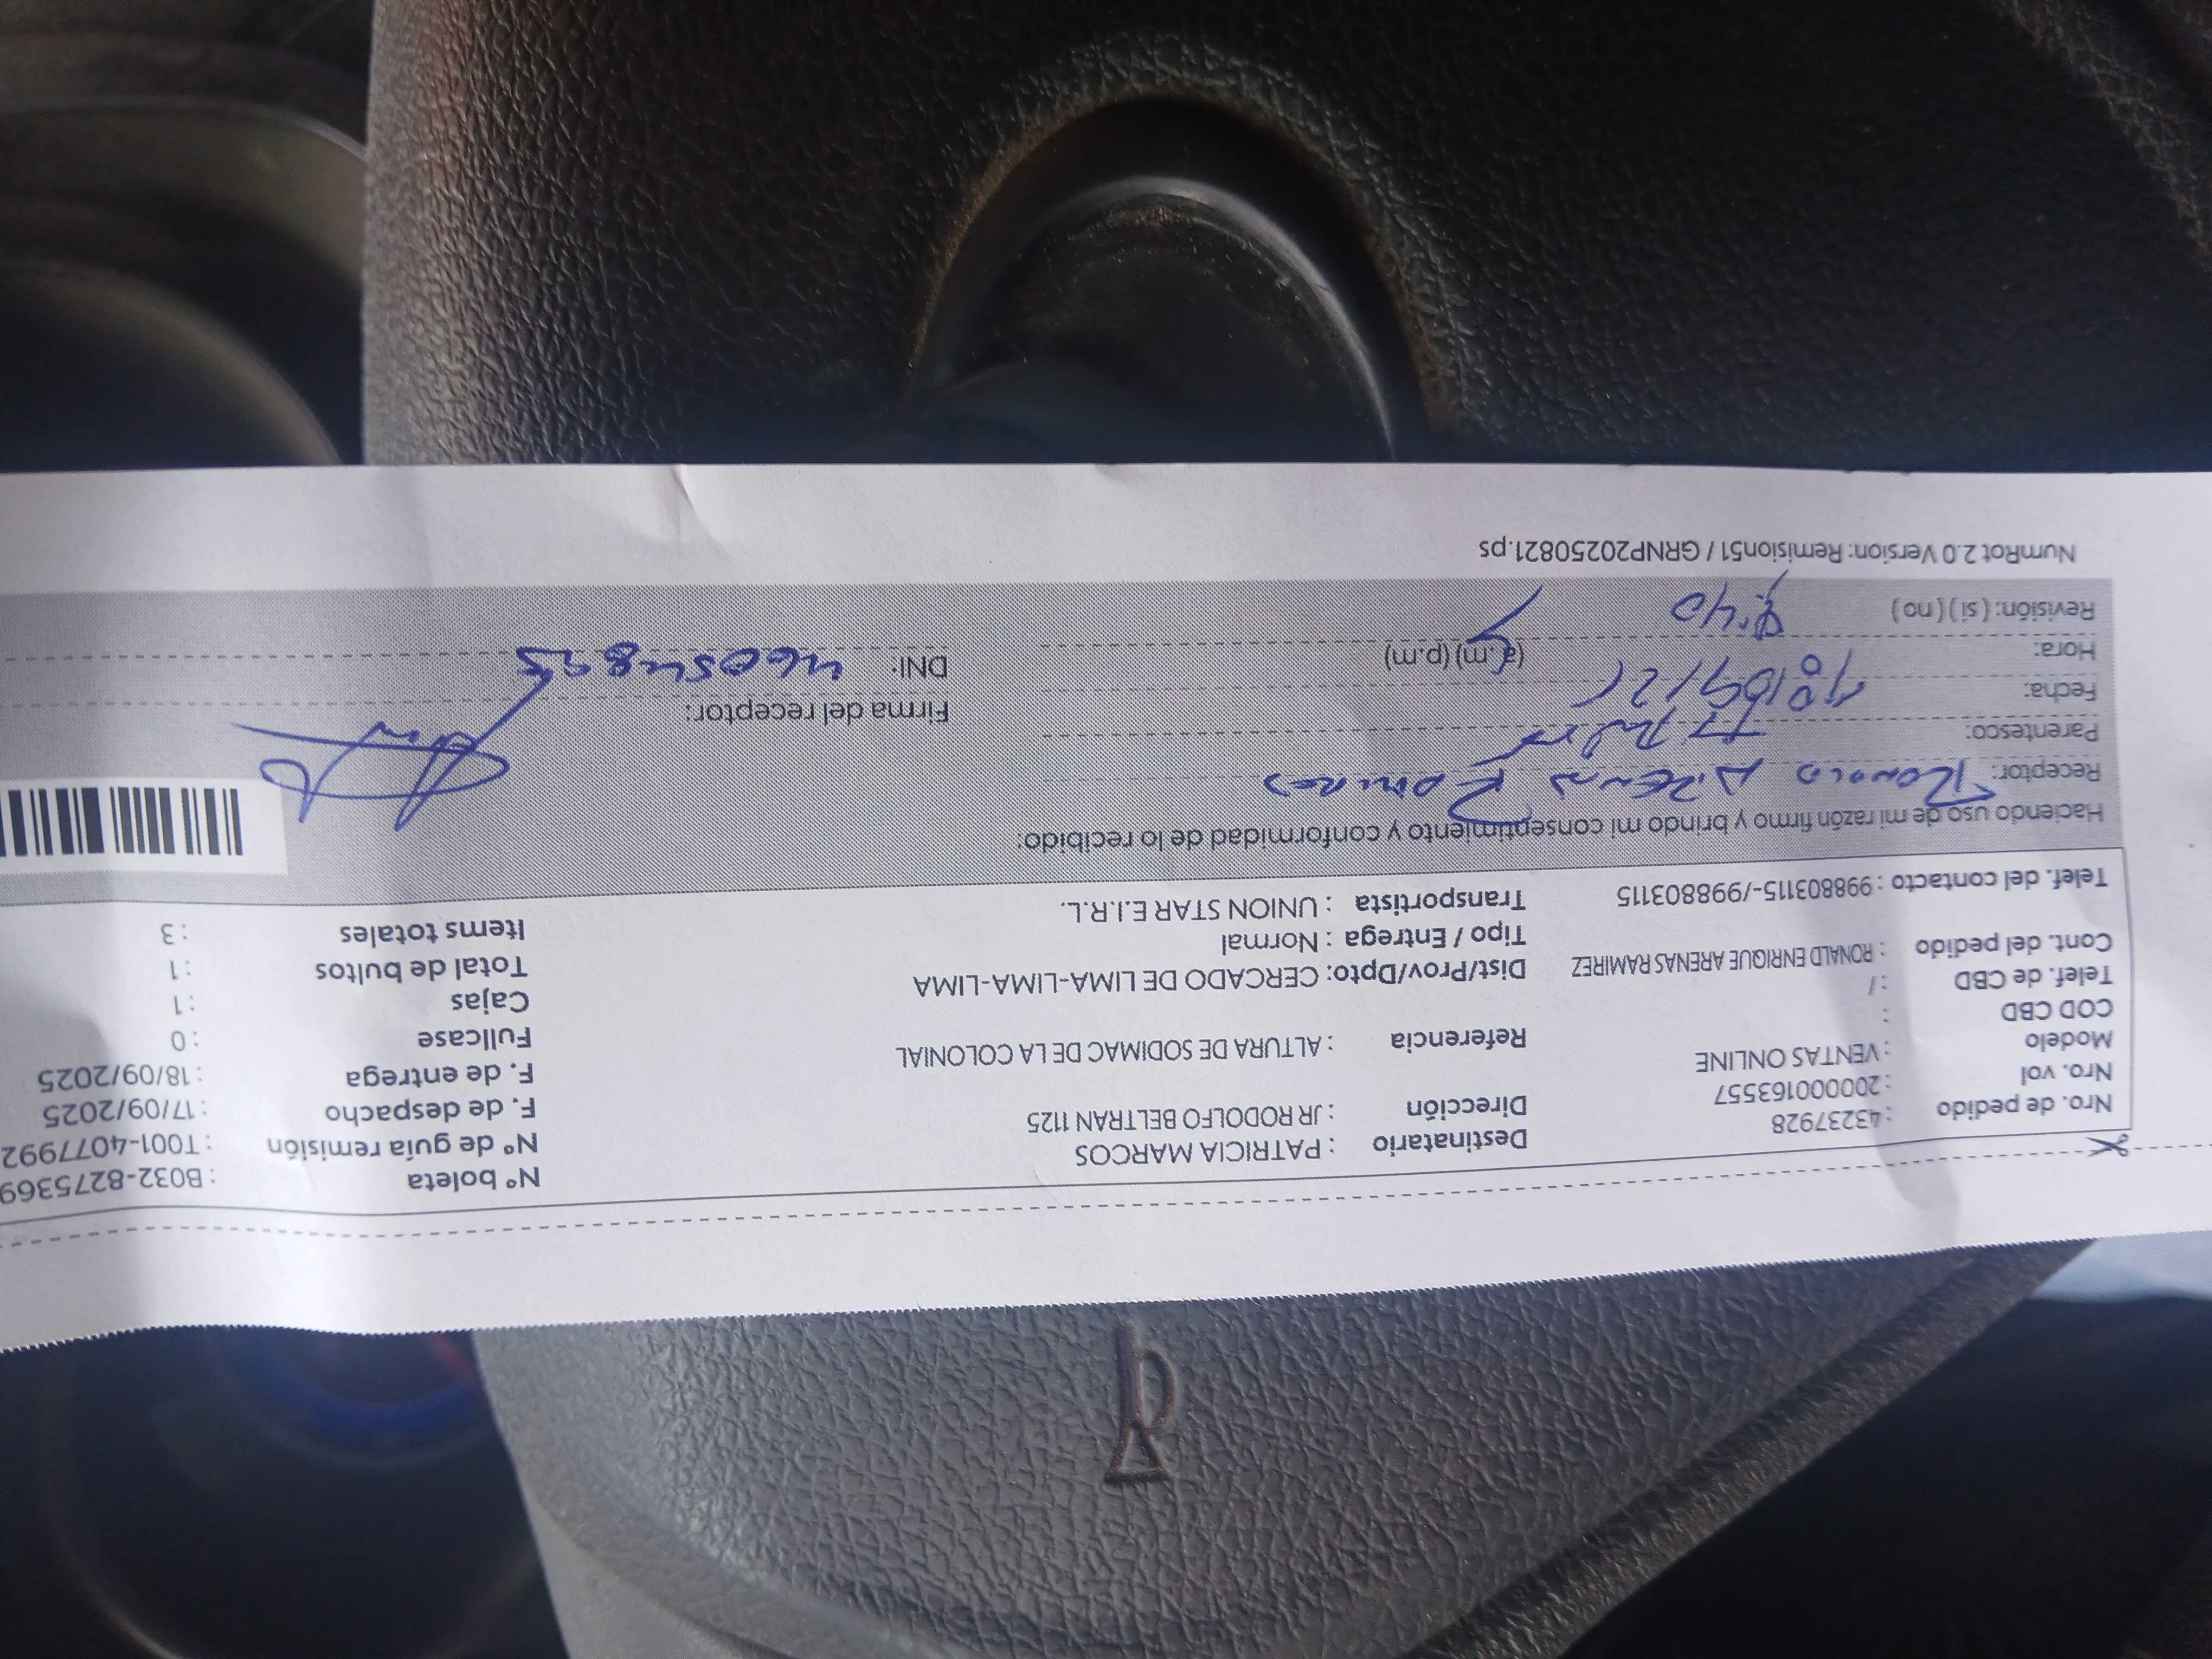 Nro. de pedido : 43237928
Nro. vol : 20000163557
Modelo : VENTAS ONLINE
COD CBD :
Telef. de CBD : /
Cont. del pedido : RONALD ENRIQUE ARENAS RAMIREZ
Telef. del contacto : 998803115-/998803115
Destinatario : PATRICIA MARCOS
Dirección : JR RODOLFO BELTRAN 1125
Referencia : ALTURA DE SODIMAC DE LA COLONIAL
Dist/Prov/Dpto: CERCADO DE LIMA-LIMA-LIMA
Tipo / Entrega : Normal
Transportista : UNION STAR E.I.R.L.
N° boleta : B032-8275369
N° de guía remisión : T001-4077992
F. de despacho : 17/09/2025
F. de entrega : 18/09/2025
Fullcase : 0
Cajas : 1
Total de bultos : 1
Items totales : 3
Haciendo uso de mi razón firmo y brindo mi consentimiento y conformidad de lo recibido:
Receptor: Ronald Arenas Ramirez
Parentesco:
Fecha:
Hora: (a.m) (p.m)
Revisión: ( si ) ( no )
Firma del receptor:
DNI:
NumRot 2.0 Version: Remision51 / GRNP20250821.ps